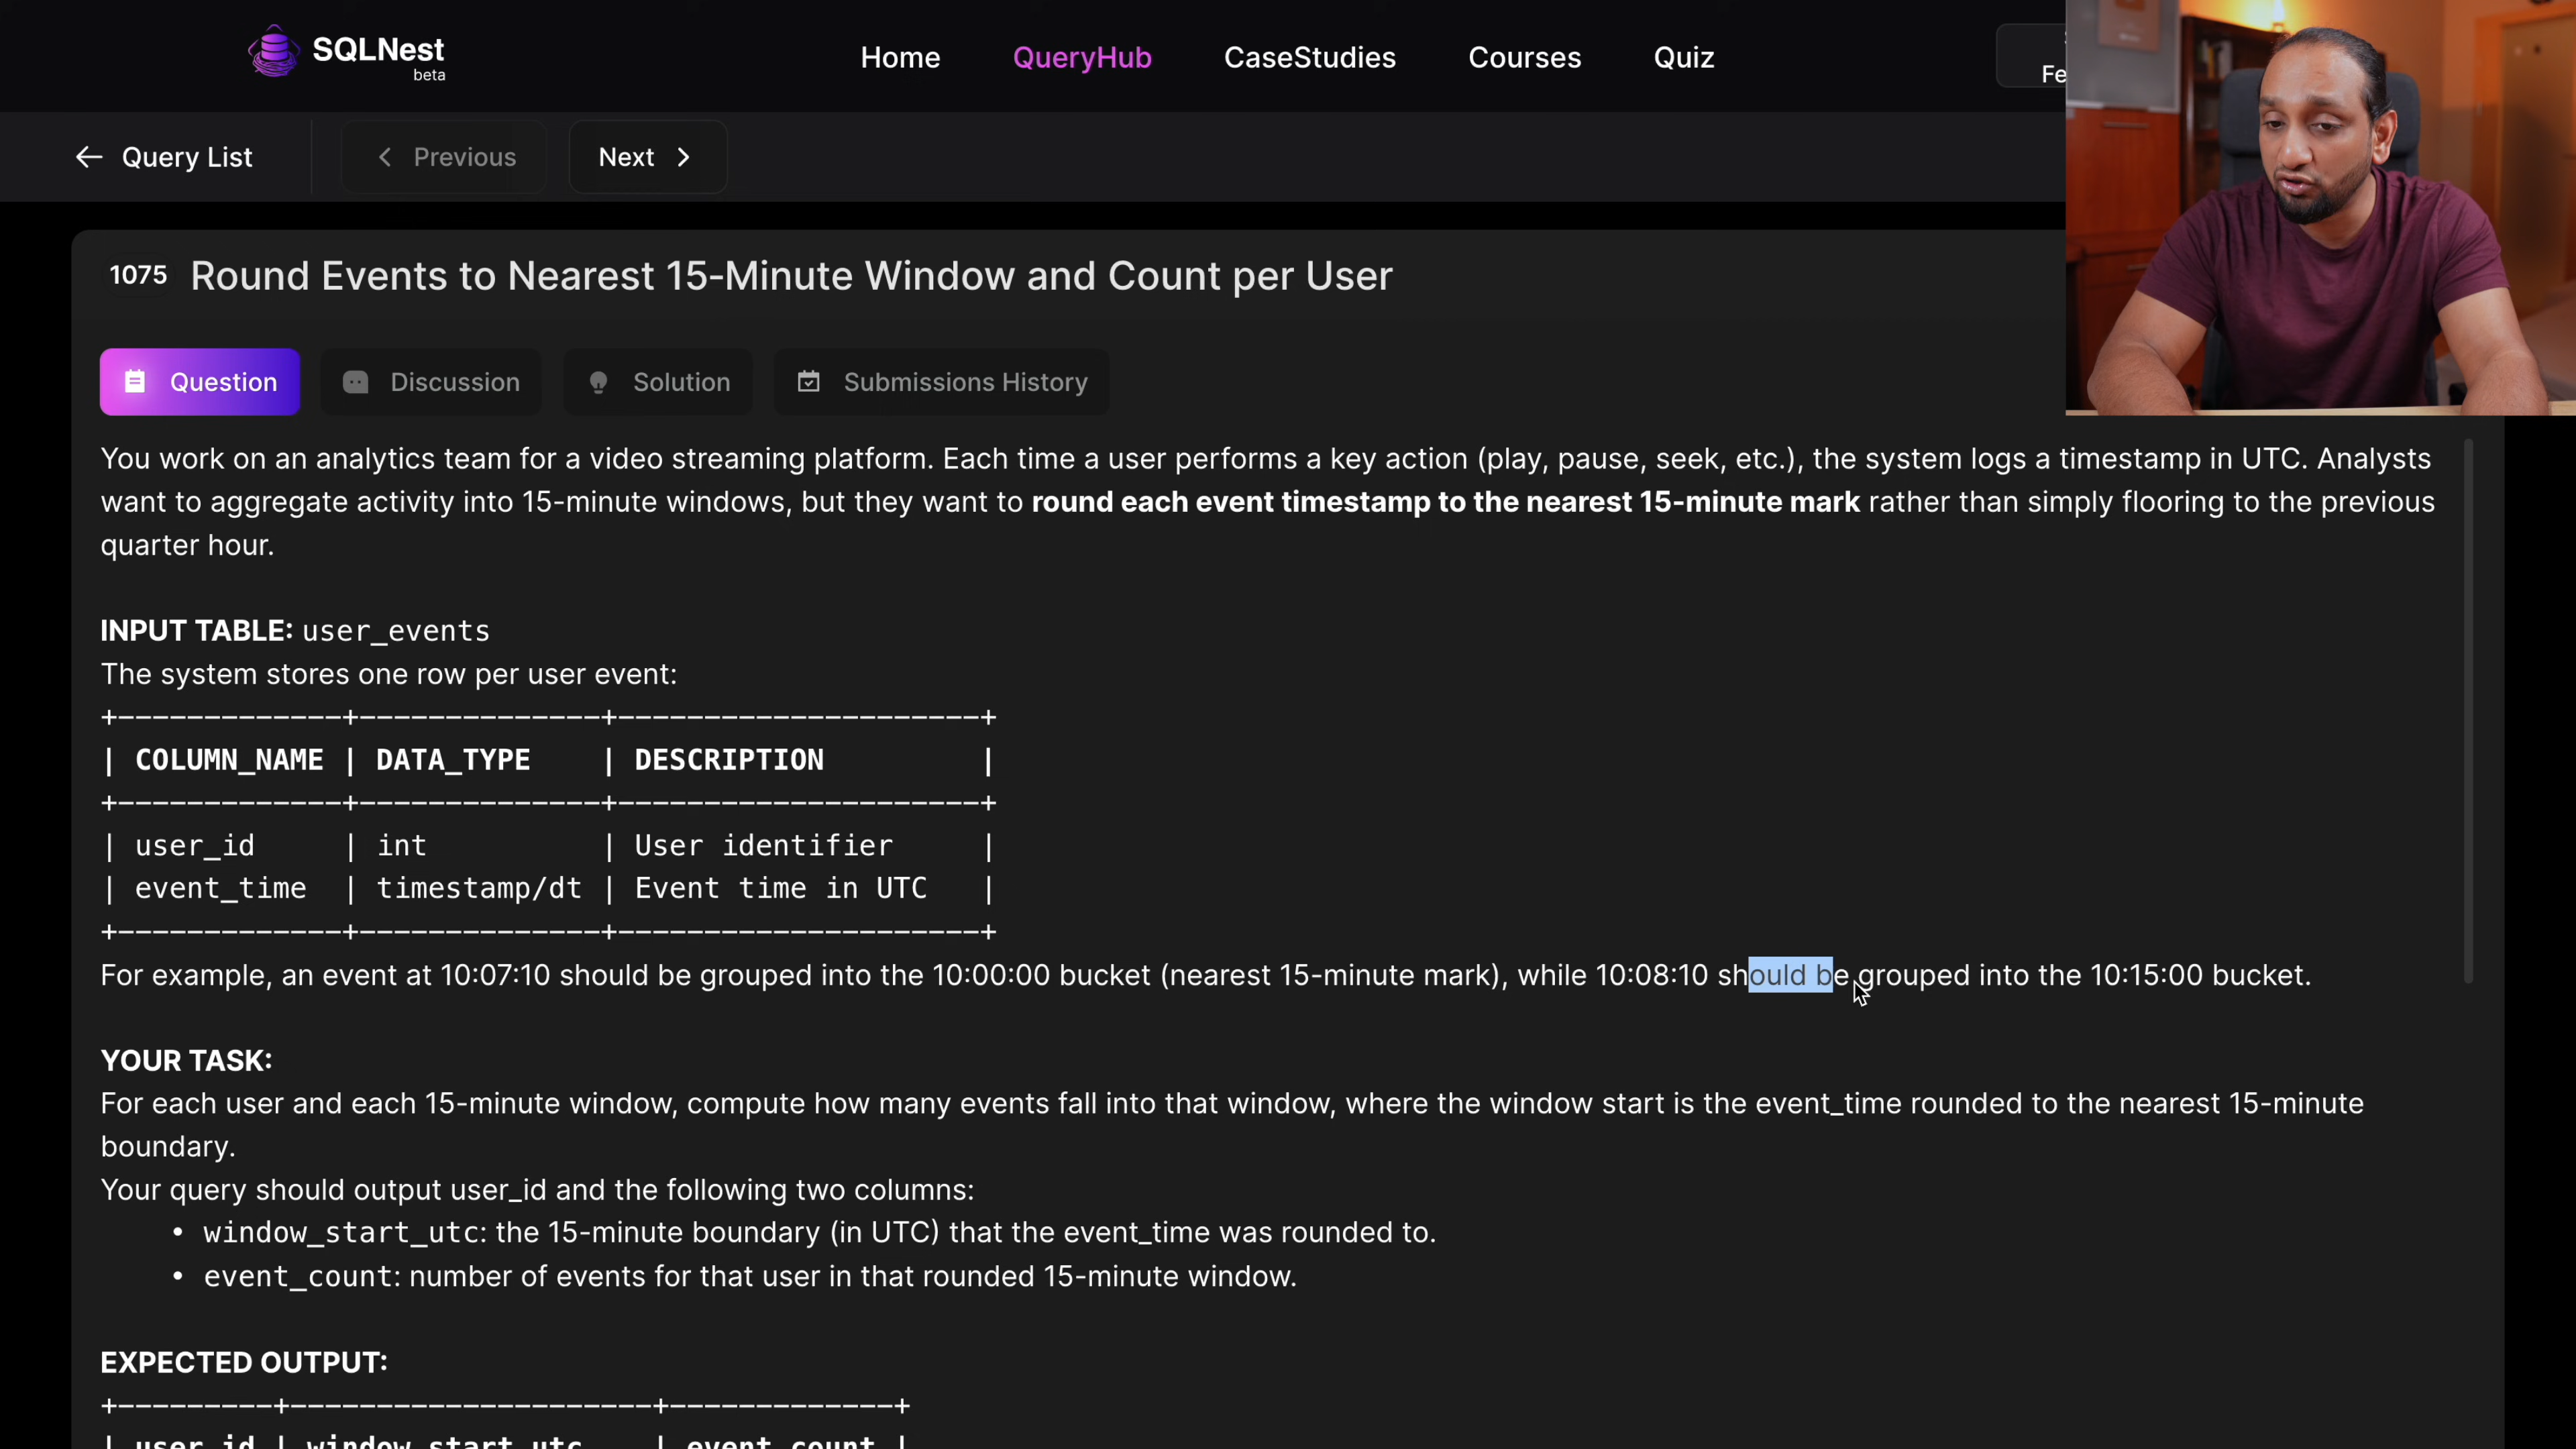 SQLNest
beta
Home
QueryHub
CaseStudies
Courses
Quiz
Fe
Query List
Previous
Next
1075 Round Events to Nearest 15-Minute Window and Count per User
Question
Discussion
Solution
Submissions History
You work on an analytics team for a video streaming platform. Each time a user performs a key action (play, pause, seek, etc.), the system logs a timestamp in UTC. Analysts
want to aggregate activity into 15-minute windows, but they want to round each event timestamp to the nearest 15-minute mark rather than simply flooring to the previous
quarter hour.
INPUT TABLE: user_events
The system stores one row per user event:
+-------------+--------------+---------------------+
| COLUMN_NAME | DATA_TYPE | DESCRIPTION |
+-------------+--------------+---------------------+
| user_id | int | User identifier |
| event_time | timestamp/dt | Event time in UTC |
+-------------+--------------+---------------------+
For example, an event at 10:07:10 should be grouped into the 10:00:00 bucket (nearest 15-minute mark), while 10:08:10 should be grouped into the 10:15:00 bucket.
YOUR TASK:
For each user and each 15-minute window, compute how many events fall into that window, where the window start is the event_time rounded to the nearest 15-minute
boundary.
Your query should output user_id and the following two columns:
• window_start_utc: the 15-minute boundary (in UTC) that the event_time was rounded to.
• event_count: number of events for that user in that rounded 15-minute window.
EXPECTED OUTPUT:
+---------+---------------------+-------------+
| user_id | window_start_utc | event_count |